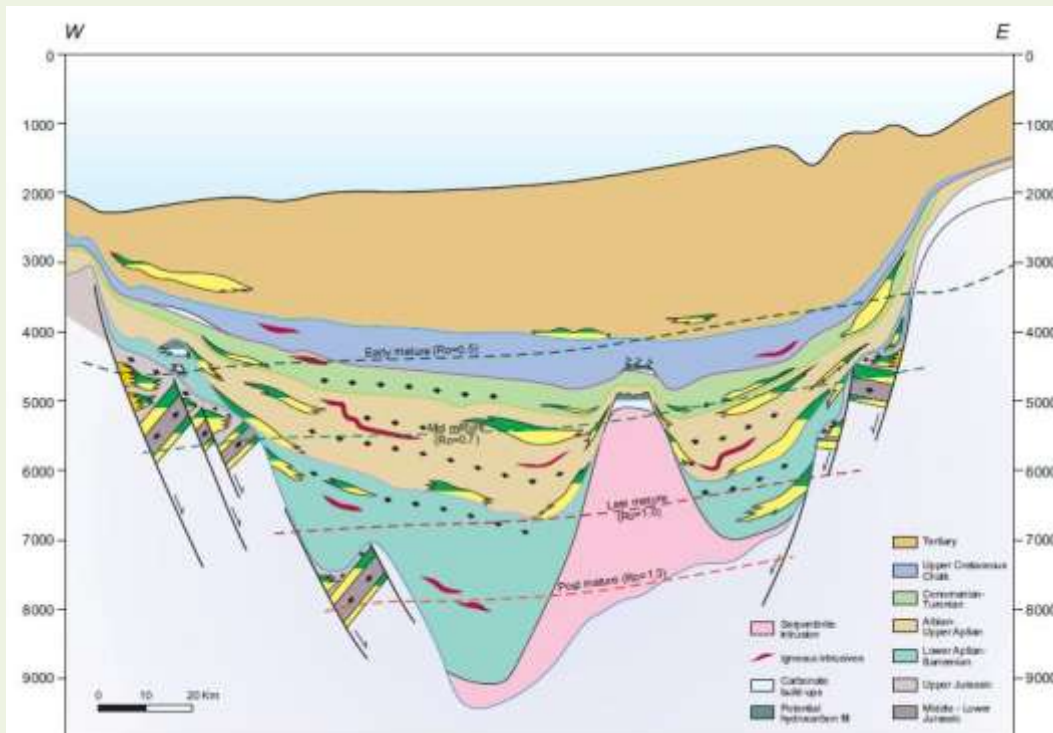 W
E
0
0
1000
1000
2000
2000
3000
3000
4000
4000
5000
5000
6000
6000
7000
7000
8000
8000
9000
9000
Early mature (Ro=0.5)
Mid mature
(Ro=0.7)
Late mature
(Ro=1.0)
Post mature (Ro=1.3)
0 10 20 Km
Serpentinite
Intrusion
Igneous intrusives
Carbonate
build-ups
Potential
hydrocarbon fill
Tertiary
Upper Cretaceous
Chalk
Cenomanian-
Turonian
Albian-
Upper Aptian
Lower Aptian-
Barremian
Upper Jurassic
Middle - Lower
Jurassic